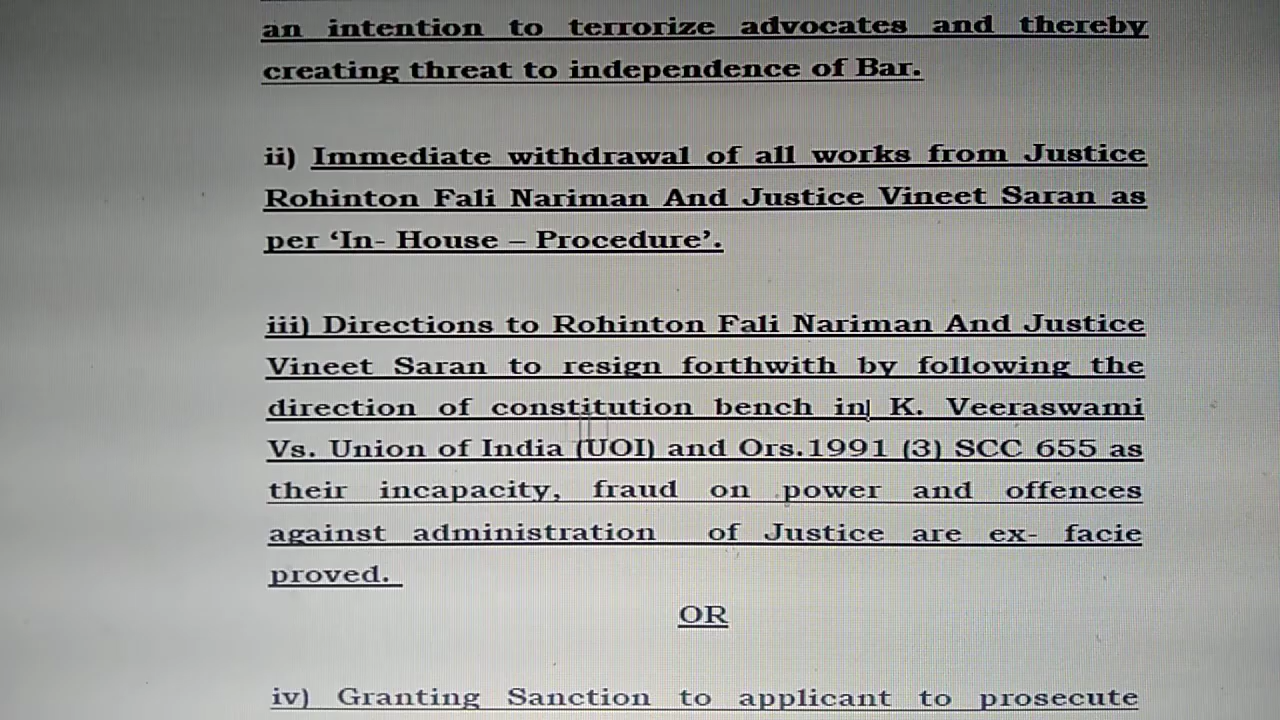 an intention to terrorize advocates and thereby
creating threat to independence of Bar.
ii) Immediate withdrawal of all works from Justice
Rohinton Fali Nariman And Justice Vineet Saran as
per ‘In- House – Procedure’.
iii) Directions to Rohinton Fali Nariman And Justice
Vineet Saran to resign forthwith by following the
direction of constitution bench in K. Veeraswami
Vs. Union of India (UOI) and Ors.1991 (3) SCC 655 as
their incapacity, fraud on power and offences
against administration of Justice are ex- facie
proved.
OR
iv) Granting Sanction to applicant to prosecute